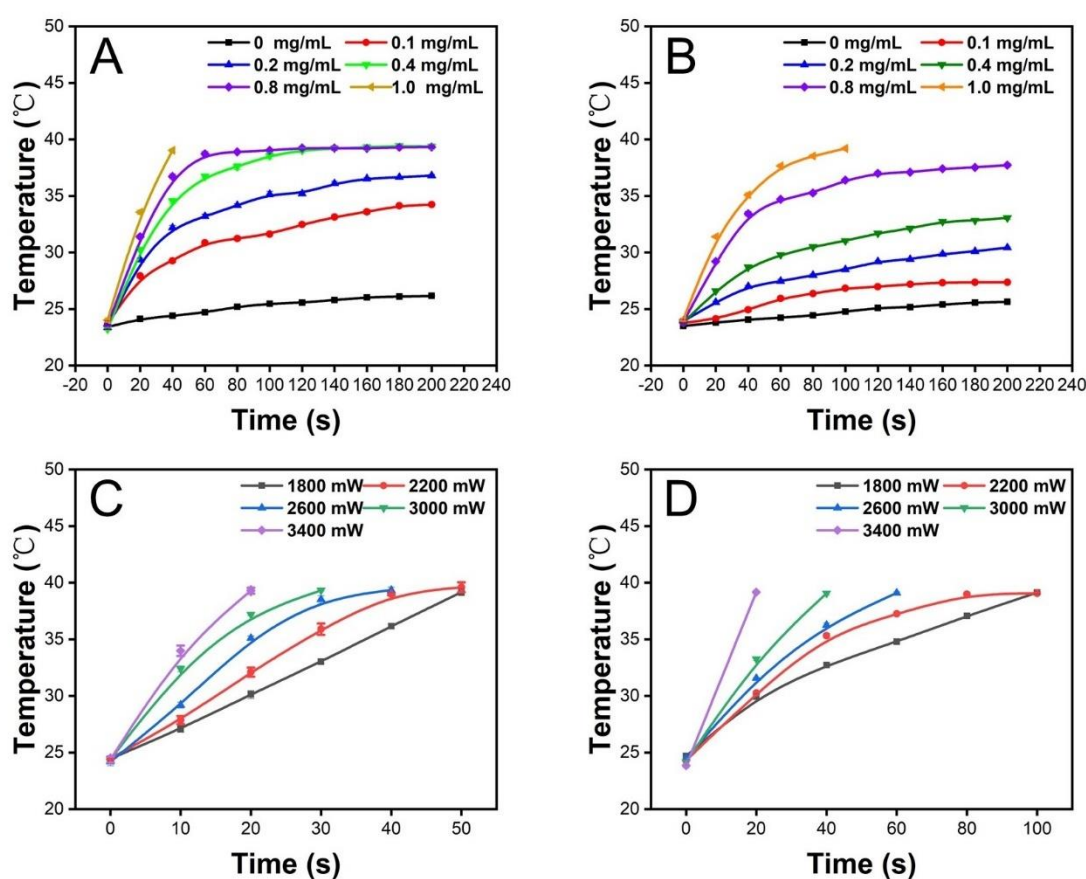 A
0 mg/mL 0.1 mg/mL
0.2 mg/mL 0.4 mg/mL
0.8 mg/mL 1.0 mg/mL
Temperature (℃)
50
45
40
35
30
25
20
-20 0 20 40 60 80 100 120 140 160 180 200 220 240
Time (s)
B
0 mg/mL 0.1 mg/mL
0.2 mg/mL 0.4 mg/mL
0.8 mg/mL 1.0 mg/mL
Temperature (℃)
50
45
40
35
30
25
20
-20 0 20 40 60 80 100 120 140 160 180 200 220 240
Time (s)
C
1800 mW 2200 mW
2600 mW 3000 mW
3400 mW
Temperature (℃)
50
45
40
35
30
25
20
0 10 20 30 40 50
Time (s)
D
1800 mW 2200 mW
2600 mW 3000 mW
3400 mW
Temperature (℃)
50
45
40
35
30
25
20
0 20 40 60 80 100
Time (s)